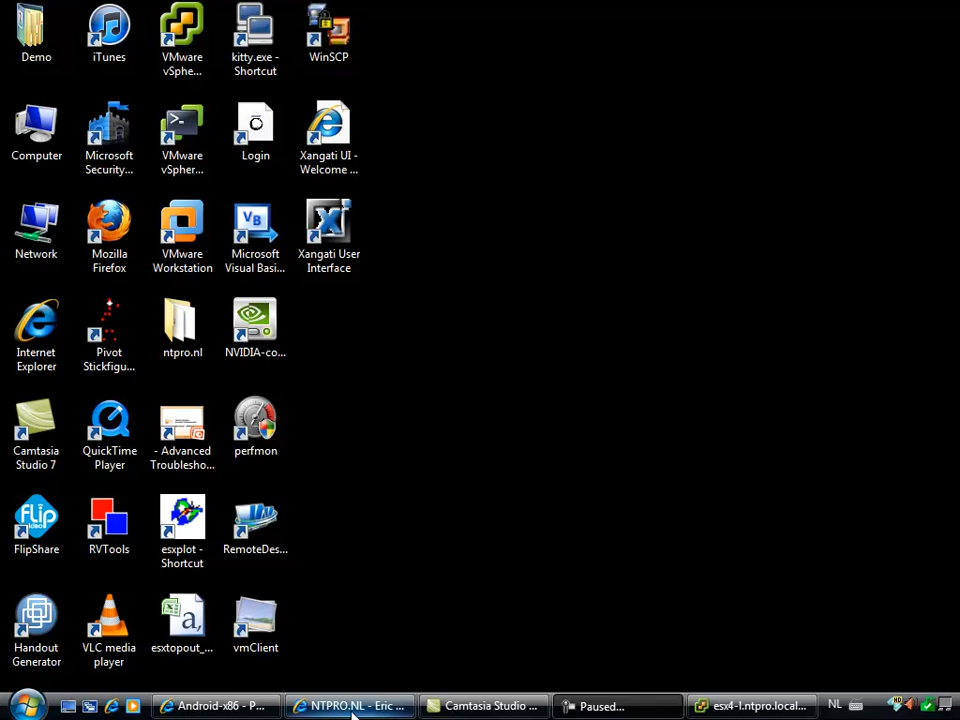 Demo
iTunes
VMware
vSphe...
kitty.exe -
Shortcut
WinSCP
Computer
Microsoft
Security...
VMware
vSpher...
Login
Xangati UI -
Welcome ...
Network
Mozilla
Firefox
VMware
Workstation
VB
Microsoft
Visual Basi...
Xangati User
Interface
Internet
Explorer
Pivot
Stickfigu...
ntpro.nl
NVIDIA-co...
Camtasia
Studio 7
QuickTime
Player
- Advanced
Troublesho...
perfmon
flip
video
FlipShare
RVTools
esxplot -
Shortcut
RemoteDes...
Handout
Generator
VLC media
player
a,
esxtopout_...
vmClient
Android-x86 - P...
NTPRO.NL - Eric ...
Camtasia Studio ...
Paused...
esx4-l.ntpro.local...
NL